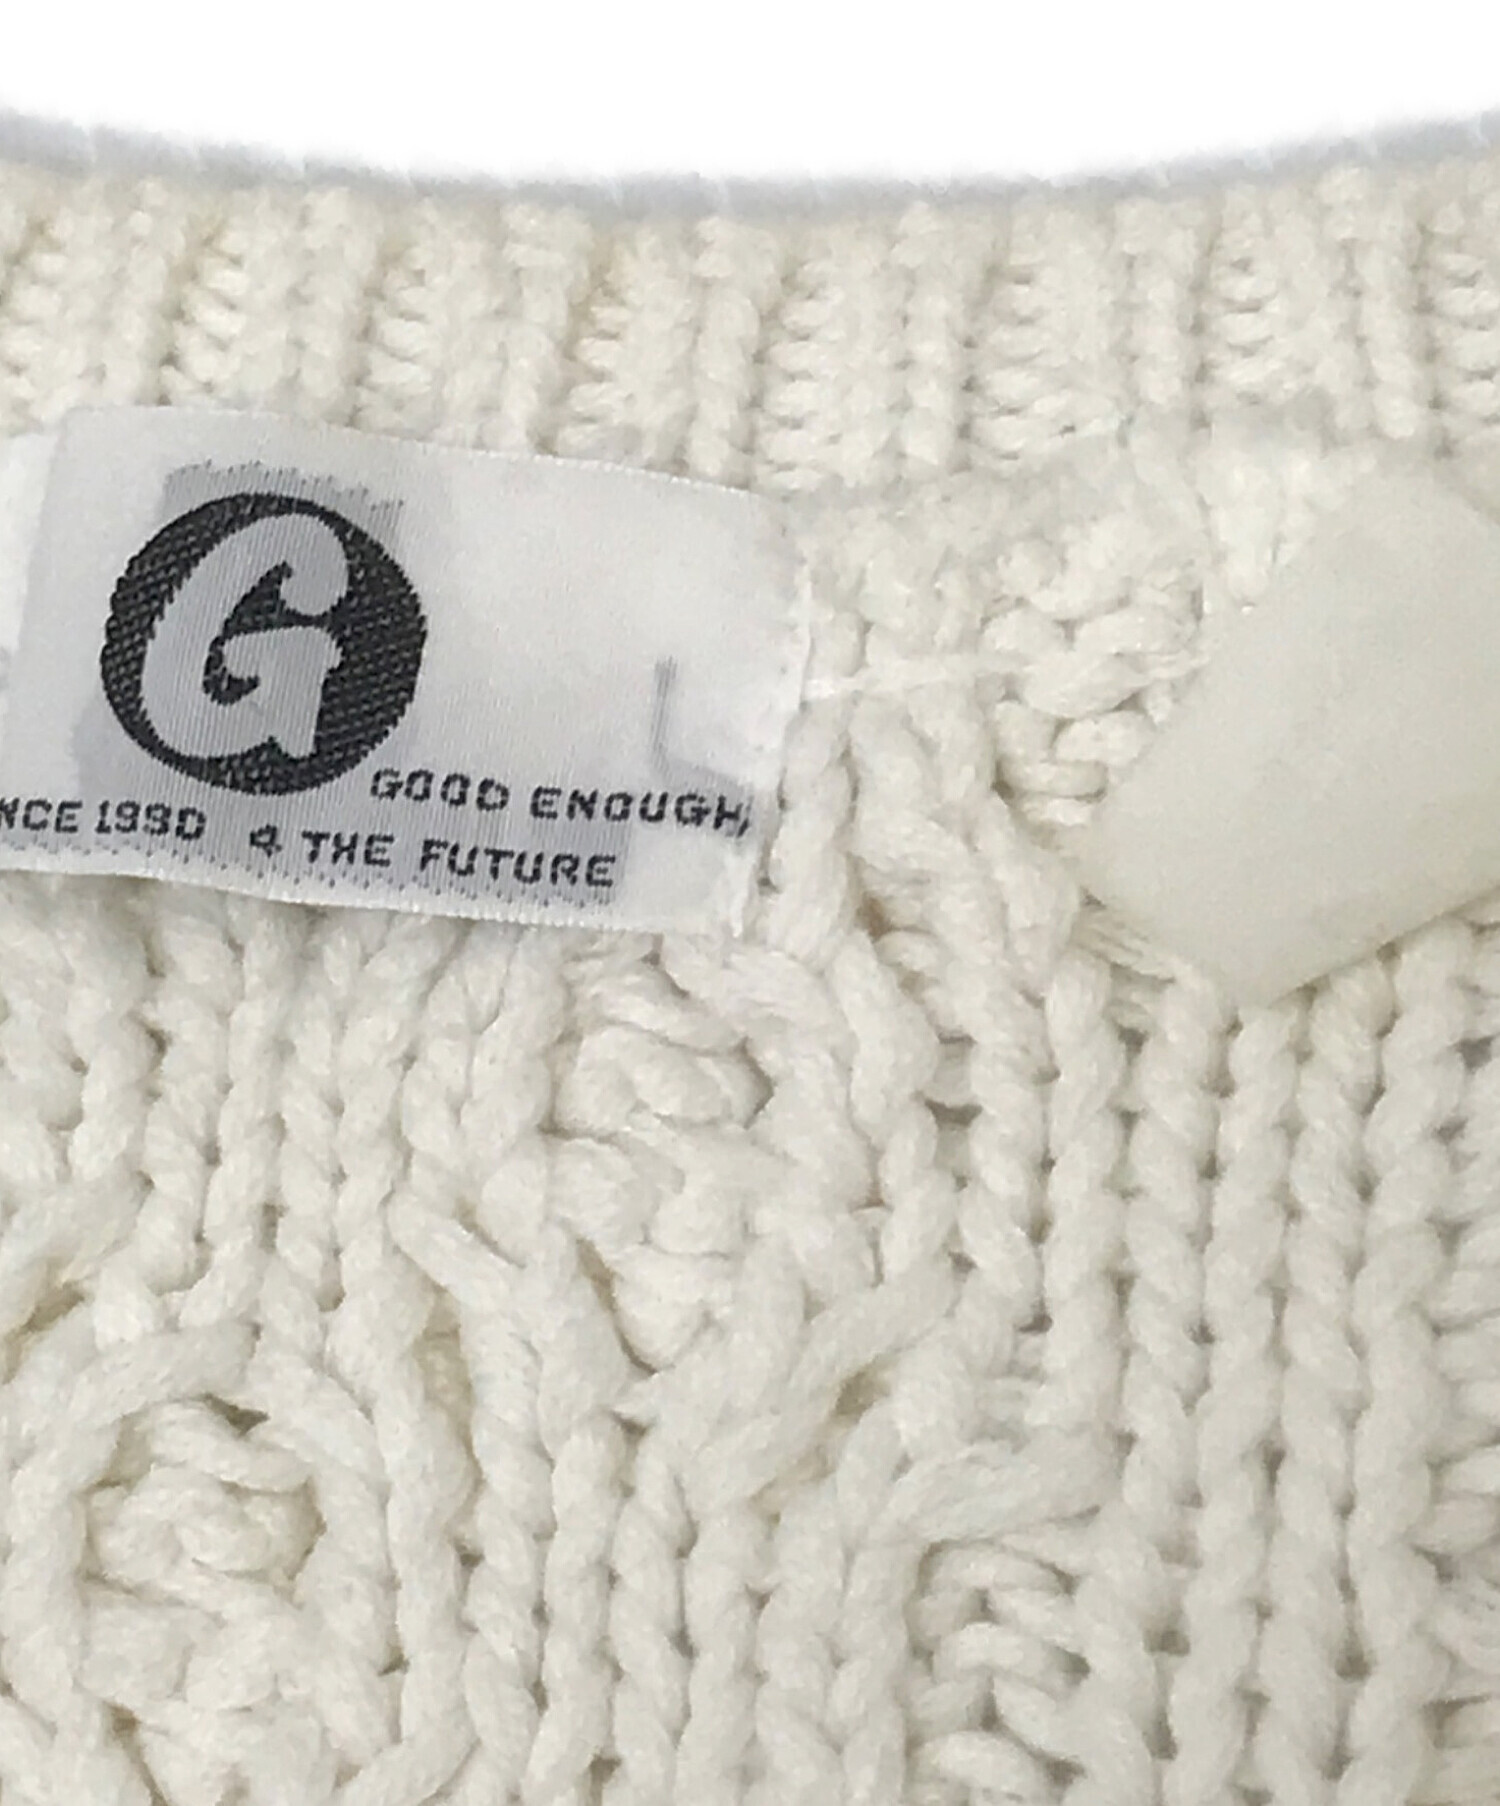 G
L
GOOD ENOUGH,
NCE 1990 4 THE FUTURE